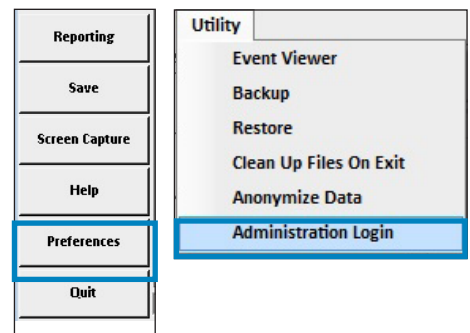 Reporting
Save
Screen Capture
Help
Preferences
Quit
Utility
Event Viewer
Backup
Restore
Clean Up Files On Exit
Anonymize Data
Administration Login